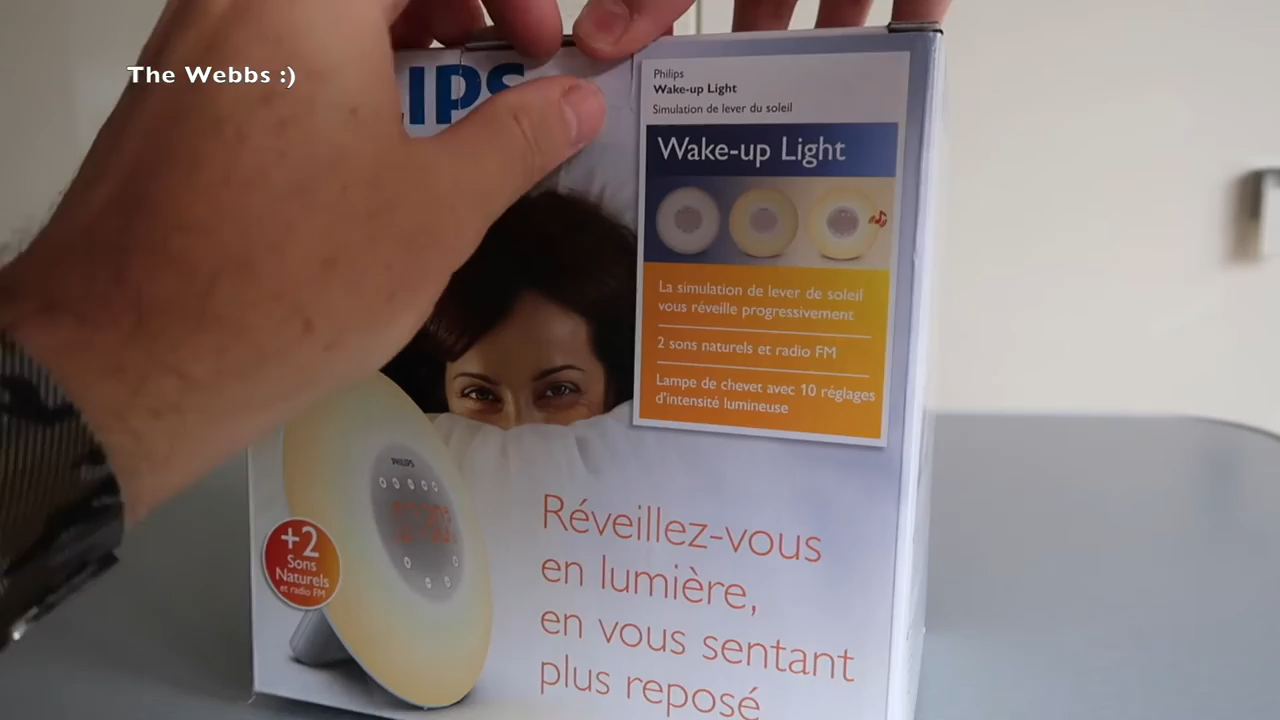 The Webbs :)
LIPS
Philips
Wake-up Light
Simulation de lever du soleil
Wake-up Light
La simulation de lever de soleil
vous réveille progressivement
2 sons naturels et radio FM
Lampe de chevet avec 10 réglages
d'intensité lumineuse
PHILIPS
+2
Sons
Naturels
et radio FM
Réveillez-vous
en lumière,
en vous sentant
plus reposé